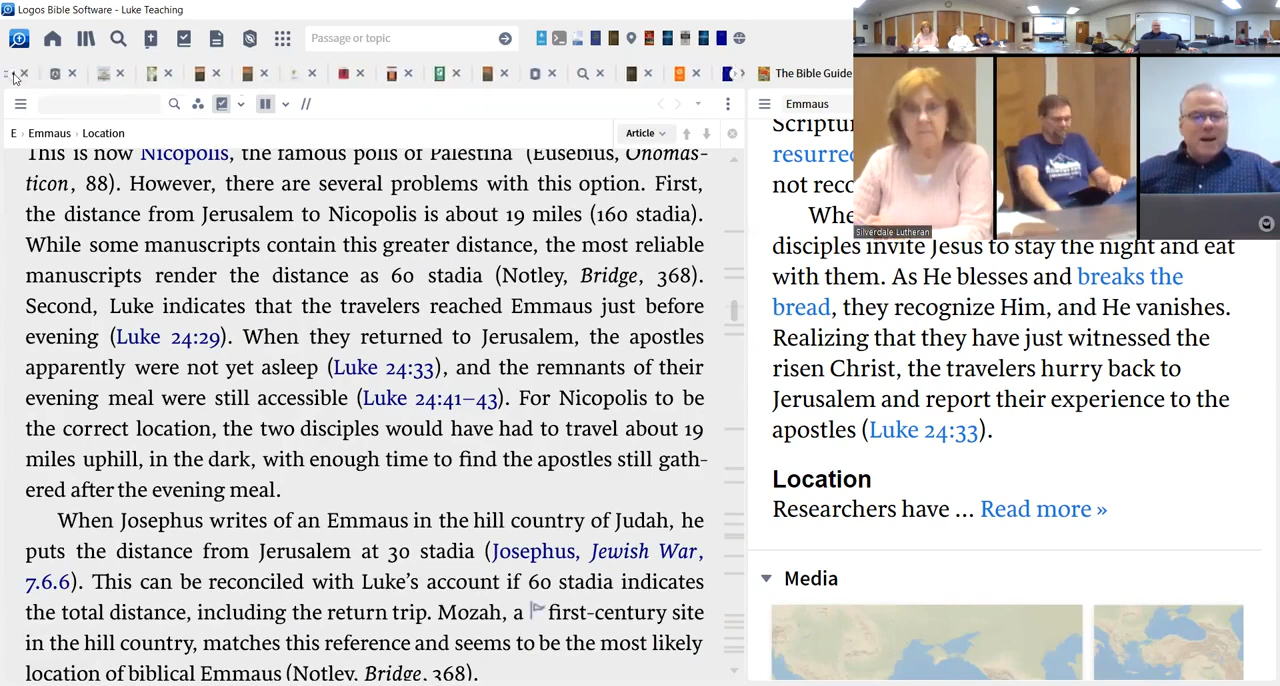 Logos Bible Software - Luke Teaching
Passage or topic
The Bible Guide
//
Emmaus
E › Emmaus › Location
Article
This is now Nicopolis, the famous polis of Palestina (Eusebius, Onomas-
ticon, 88). However, there are several problems with this option. First,
the distance from Jerusalem to Nicopolis is about 19 miles (160 stadia).
While some manuscripts contain this greater distance, the most reliable
manuscripts render the distance as 60 stadia (Notley, Bridge, 368).
Second, Luke indicates that the travelers reached Emmaus just before
evening (Luke 24:29). When they returned to Jerusalem, the apostles
apparently were not yet asleep (Luke 24:33), and the remnants of their
evening meal were still accessible (Luke 24:41–43). For Nicopolis to be
the correct location, the two disciples would have had to travel about 19
miles uphill, in the dark, with enough time to find the apostles still gath-
ered after the evening meal.
When Josephus writes of an Emmaus in the hill country of Judah, he
puts the distance from Jerusalem at 30 stadia (Josephus, Jewish War,
7.6.6). This can be reconciled with Luke's account if 60 stadia indicates
the total distance, including the return trip. Mozah, a first-century site
in the hill country, matches this reference and seems to be the most likely
location of biblical Emmaus (Notley, Bridge, 368).
Scriptur
resurrec
not reco
Whe
disciples invite Jesus to stay the night and eat
with them. As He blesses and breaks the
bread, they recognize Him, and He vanishes.
Realizing that they have just witnessed the
risen Christ, the travelers hurry back to
Jerusalem and report their experience to the
apostles (Luke 24:33).
Location
Researchers have ... Read more »
Media
Silverdale Lutheran